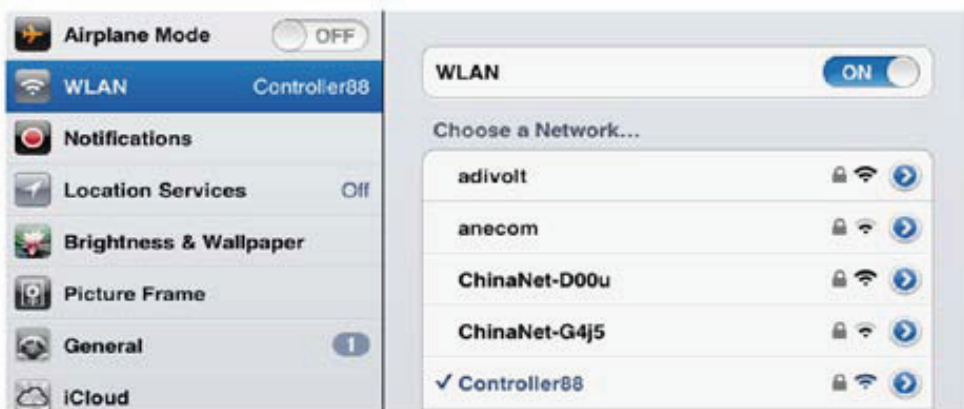 Airplane Mode OFF
WLAN Controller88
Notifications
Location Services Off
Brightness & Wallpaper
Picture Frame
General 1
iCloud
WLAN ON
Choose a Network...
adivolt
anecom
ChinaNet-D00u
ChinaNet-G4j5
✓ Controller88